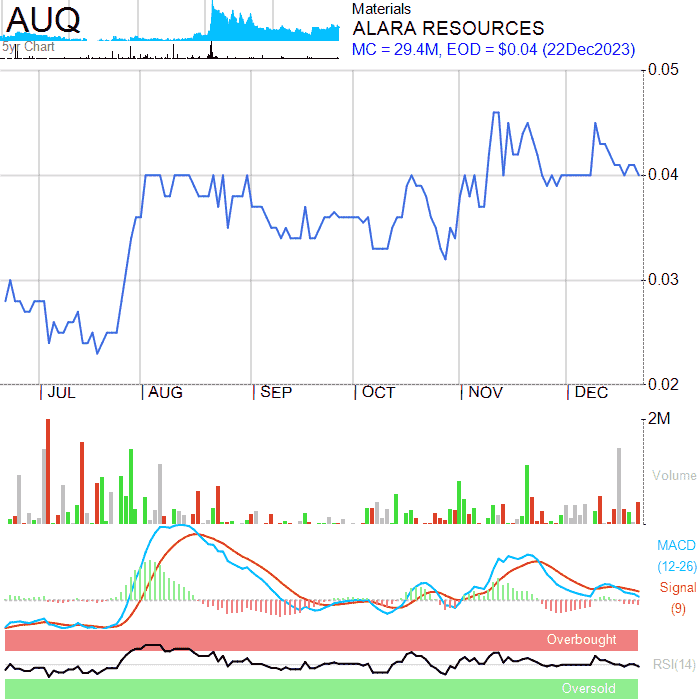 AUQ
5yr Chart
Materials
ALARA RESOURCES
MC = 29.4M, EOD = $0.04 (22Dec2023)
0.05
0.04
0.03
0.02
JUL AUG SEP OCT NOV DEC
2M
Volume
MACD
(12-26)
Signal
(9)
Overbought
RSI(14)
Oversold